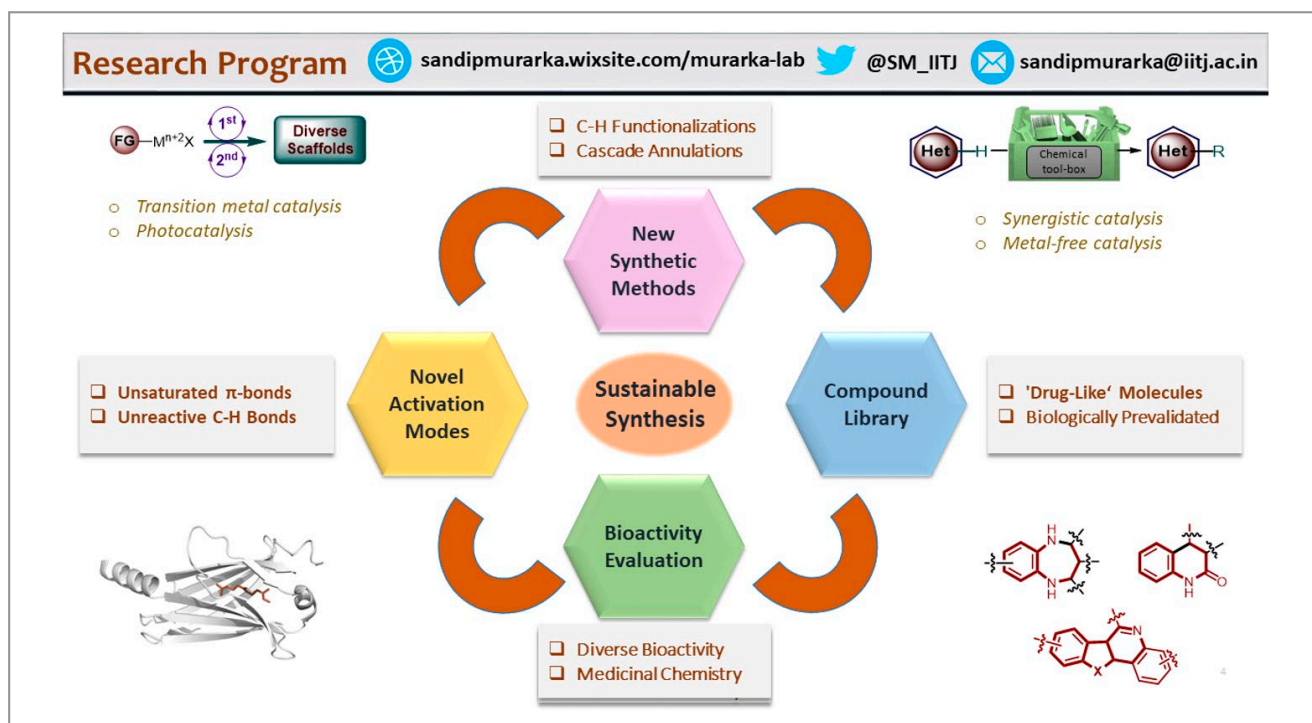 Research Program
sandipmurarka.wixsite.com/murarka-lab
@SM_IITJ
sandipmurarka@iitj.ac.in
FG
M^{n+2}X
1st
2nd
Diverse
Scaffolds
Transition metal catalysis
Photocatalysis
C-H Functionalizations
Cascade Annulations
Het
H
Chemical
tool-box
Het
R
Synergistic catalysis
Metal-free catalysis
New
Synthetic
Methods
Unsaturated π-bonds
Unreactive C-H Bonds
Novel
Activation
Modes
Sustainable
Synthesis
Compound
Library
'Drug-Like‘ Molecules
Biologically Prevalidated
Bioactivity
Evaluation
Diverse Bioactivity
Medicinal Chemistry
H
N
N
H
N
H
O
N
X
4